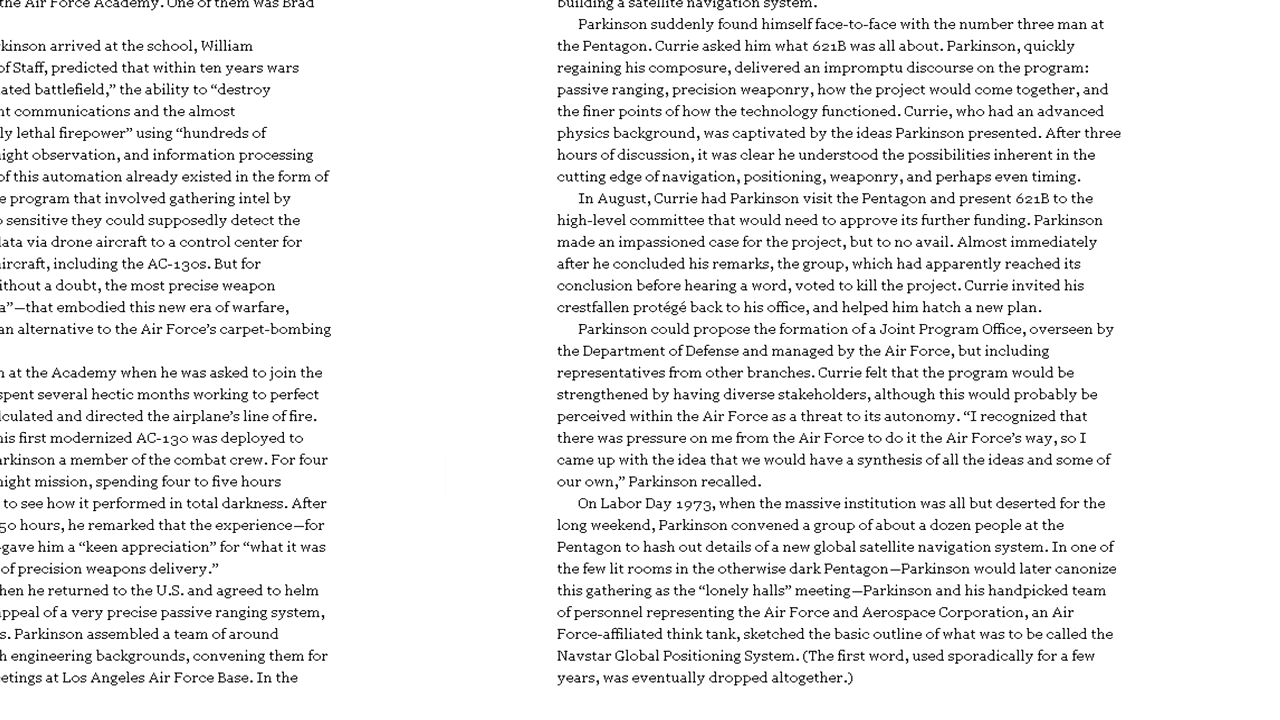 the Air Force Academy. One of them was Brad
rkinson arrived at the school, William
of Staff, predicted that within ten years wars
ated battlefield,” the ability to “destroy
nt communications and the almost
ly lethal firepower” using “hundreds of
ight observation, and information processing
of this automation already existed in the form of
e program that involved gathering intel by
o sensitive they could supposedly detect the
data via drone aircraft to a control center for
aircraft, including the AC-130s. But for
ithout a doubt, the most precise weapon
a”—that embodied this new era of warfare,
an alternative to the Air Force’s carpet-bombing
n at the Academy when he was asked to join the
spent several hectic months working to perfect
lculated and directed the airplane’s line of fire.
his first modernized AC-130 was deployed to
arkinson a member of the combat crew. For four
night mission, spending four to five hours
to see how it performed in total darkness. After
50 hours, he remarked that the experience—for
gave him a “keen appreciation” for “what it was
of precision weapons delivery.”
hen he returned to the U.S. and agreed to helm
appeal of a very precise passive ranging system,
s. Parkinson assembled a team of around
h engineering backgrounds, convening them for
etings at Los Angeles Air Force Base. In the
building a satellite navigation system.
Parkinson suddenly found himself face-to-face with the number three man at
the Pentagon. Currie asked him what 621B was all about. Parkinson, quickly
regaining his composure, delivered an impromptu discourse on the program:
passive ranging, precision weaponry, how the project would come together, and
the finer points of how the technology functioned. Currie, who had an advanced
physics background, was captivated by the ideas Parkinson presented. After three
hours of discussion, it was clear he understood the possibilities inherent in the
cutting edge of navigation, positioning, weaponry, and perhaps even timing.
In August, Currie had Parkinson visit the Pentagon and present 621B to the
high-level committee that would need to approve its further funding. Parkinson
made an impassioned case for the project, but to no avail. Almost immediately
after he concluded his remarks, the group, which had apparently reached its
conclusion before hearing a word, voted to kill the project. Currie invited his
crestfallen protégé back to his office, and helped him hatch a new plan.
Parkinson could propose the formation of a Joint Program Office, overseen by
the Department of Defense and managed by the Air Force, but including
representatives from other branches. Currie felt that the program would be
strengthened by having diverse stakeholders, although this would probably be
perceived within the Air Force as a threat to its autonomy. “I recognized that
there was pressure on me from the Air Force to do it the Air Force’s way, so I
came up with the idea that we would have a synthesis of all the ideas and some of
our own,” Parkinson recalled.
On Labor Day 1973, when the massive institution was all but deserted for the
long weekend, Parkinson convened a group of about a dozen people at the
Pentagon to hash out details of a new global satellite navigation system. In one of
the few lit rooms in the otherwise dark Pentagon—Parkinson would later canonize
this gathering as the “lonely halls” meeting—Parkinson and his handpicked team
of personnel representing the Air Force and Aerospace Corporation, an Air
Force-affiliated think tank, sketched the basic outline of what was to be called the
Navstar Global Positioning System. (The first word, used sporadically for a few
years, was eventually dropped altogether.)